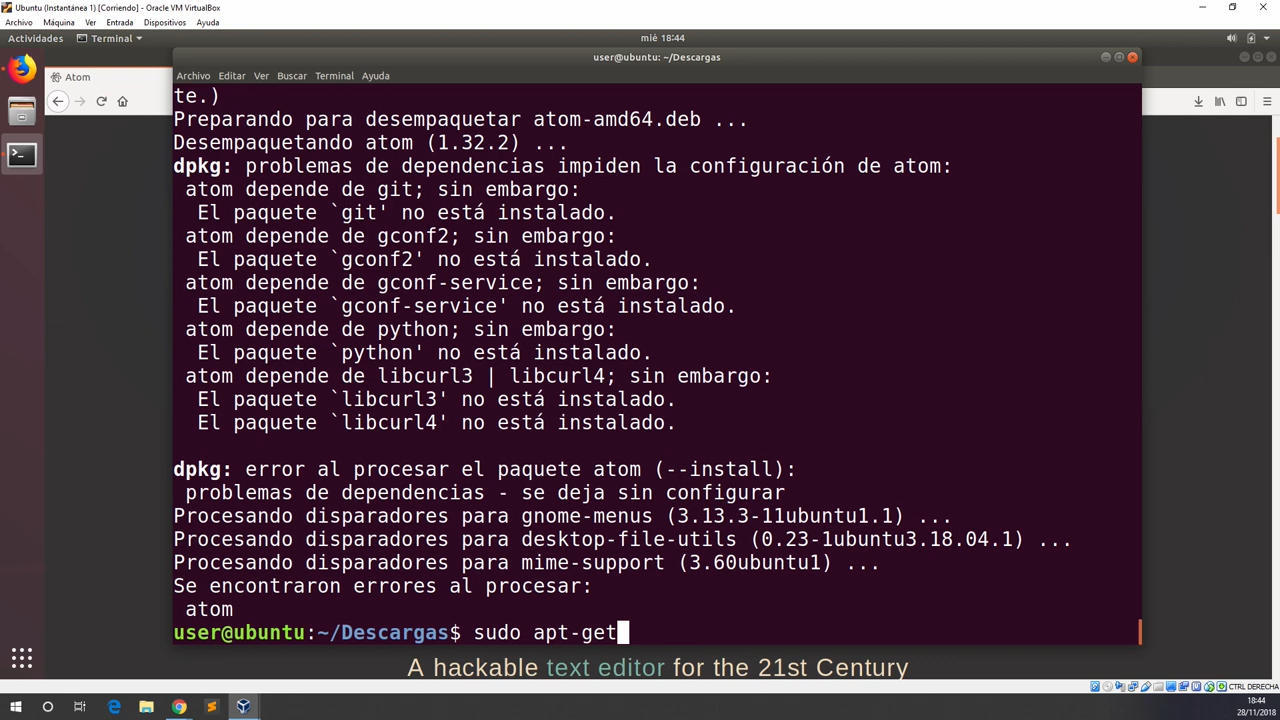 Ubuntu (Instantánea 1) [Corriendo] - Oracle VM VirtualBox
Archivo Máquina Ver Entrada Dispositivos Ayuda
Actividades Terminal mié 18:44
user@ubuntu: ~/Descargas
Atom
Archivo Editar Ver Buscar Terminal Ayuda
te.)
Preparando para desempaquetar atom-amd64.deb ...
Desempaquetando atom (1.32.2) ...
dpkg: problemas de dependencias impiden la configuración de atom:
atom depende de git; sin embargo:
El paquete `git' no está instalado.
atom depende de gconf2; sin embargo:
El paquete `gconf2' no está instalado.
atom depende de gconf-service; sin embargo:
El paquete `gconf-service' no está instalado.
atom depende de python; sin embargo:
El paquete `python' no está instalado.
atom depende de libcurl3 | libcurl4; sin embargo:
El paquete `libcurl3' no está instalado.
El paquete `libcurl4' no está instalado.
dpkg: error al procesar el paquete atom (--install):
problemas de dependencias - se deja sin configurar
Procesando disparadores para gnome-menus (3.13.3-11ubuntu1.1) ...
Procesando disparadores para desktop-file-utils (0.23-1ubuntu3.18.04.1) ...
Procesando disparadores para mime-support (3.60ubuntu1) ...
Se encontraron errores al procesar:
atom
user@ubuntu:~/Descargas$ sudo apt-get
A hackable text editor for the 21st Century
CTRL DERECHA
18:44
28/11/2018